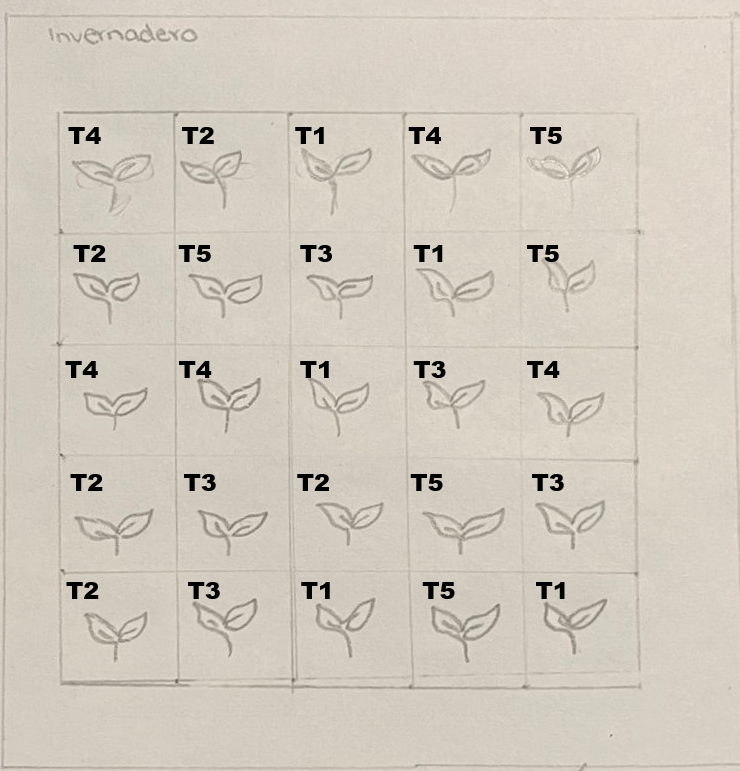 Invernadero
T4 T2 T1 T4 T5
T2 T5 T3 T1 T5
T4 T4 T1 T3 T4
T2 T3 T2 T5 T3
T2 T3 T1 T5 T1